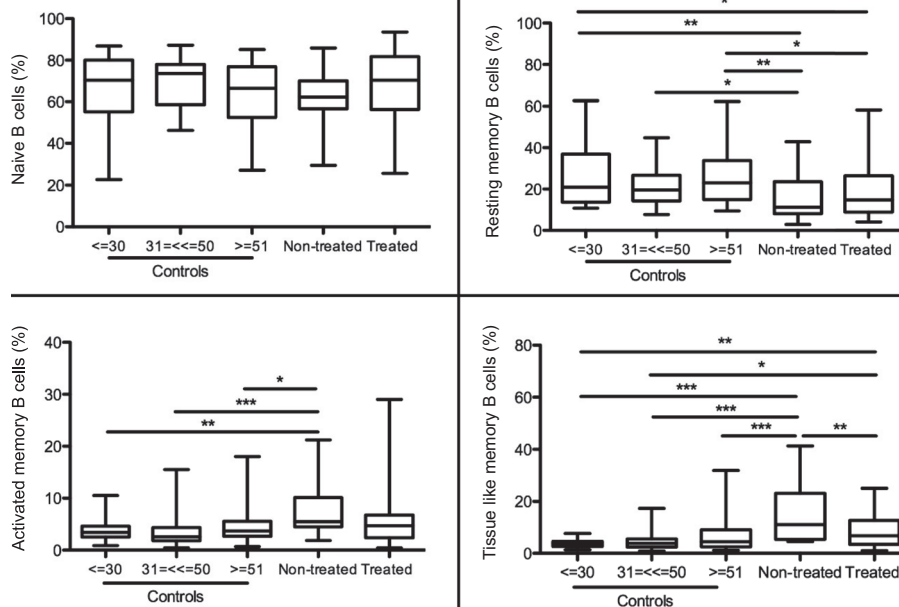 Naive B cells (%)
100
80
60
40
20
0
<=30 31=<<=50 >=51 Non-treated Treated
Controls
Resting memory B cells (%)
100
80
60
40
20
0
*
**
*
**
*
<=30 31=<<=50 >=51 Non-treated Treated
Controls
Activated memory B cells (%)
40
30
20
10
0
*
***
**
<=30 31=<<=50 >=51 Non-treated Treated
Controls
Tissue like memory B cells (%)
80
60
40
20
0
**
*
***
***
*** **
<=30 31=<<=50 >=51 Non-treated Treated
Controls